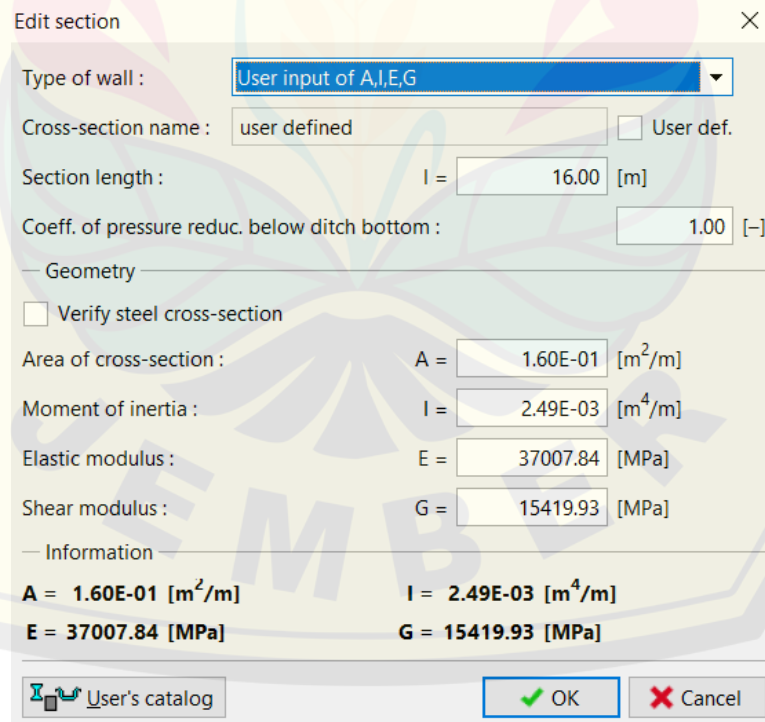 Edit section
Type of wall : User input of A,I,E,G
Cross-section name : user defined User def.
Section length : l = 16.00 [m]
Coeff. of pressure reduc. below ditch bottom : 1.00 [–]
Geometry
Verify steel cross-section
Area of cross-section : A = 1.60E-01 [m²/m]
Moment of inertia : I = 2.49E-03 [m⁴/m]
Elastic modulus : E = 37007.84 [MPa]
Shear modulus : G = 15419.93 [MPa]
Information
A = 1.60E-01 [m²/m] I = 2.49E-03 [m⁴/m]
E = 37007.84 [MPa] G = 15419.93 [MPa]
User's catalog OK Cancel
JEMBER